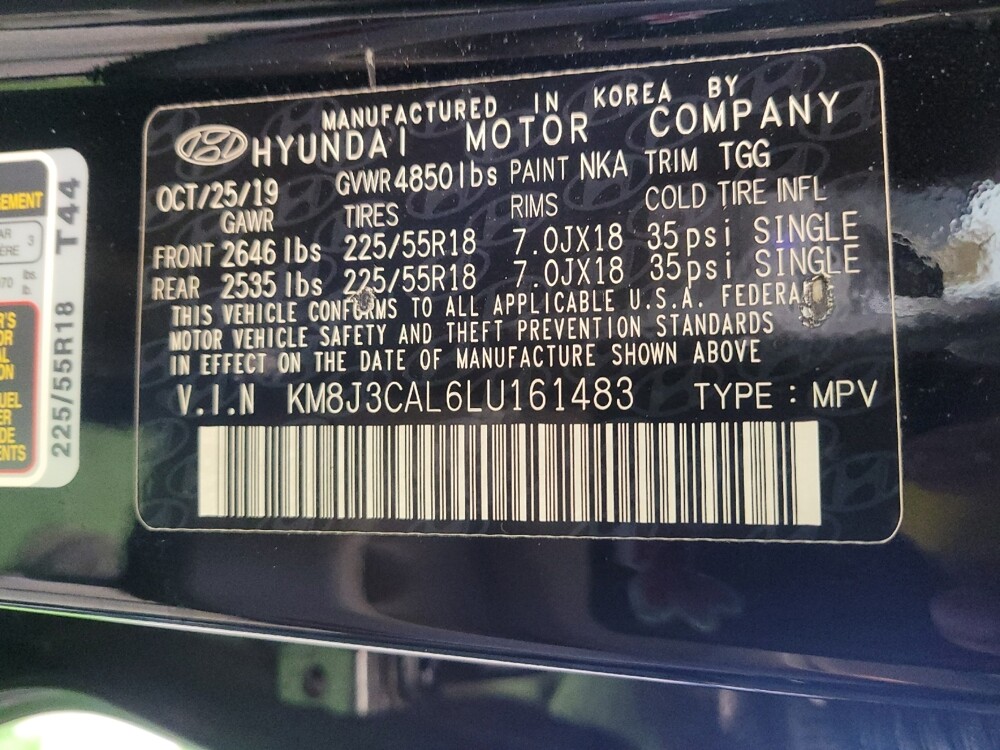 MANUFACTURED IN KOREA BY
HYUNDAI MOTOR COMPANY
OCT/25/19 GVWR 4850 lbs PAINT NKA TRIM TGG
GAWR TIRES RIMS COLD TIRE INFL
FRONT 2646 lbs 225/55R18 7.0JX18 35psi SINGLE
REAR 2535 lbs 225/55R18 7.0JX18 35psi SINGLE
THIS VEHICLE CONFORMS TO ALL APPLICABLE U.S.A. FEDERAL
MOTOR VEHICLE SAFETY AND THEFT PREVENTION STANDARDS
IN EFFECT ON THE DATE OF MANUFACTURE SHOWN ABOVE
V.I.N KM8J3CAL6LU161483 TYPE : MPV
225/55R18 T44
3
lbs.
lb.